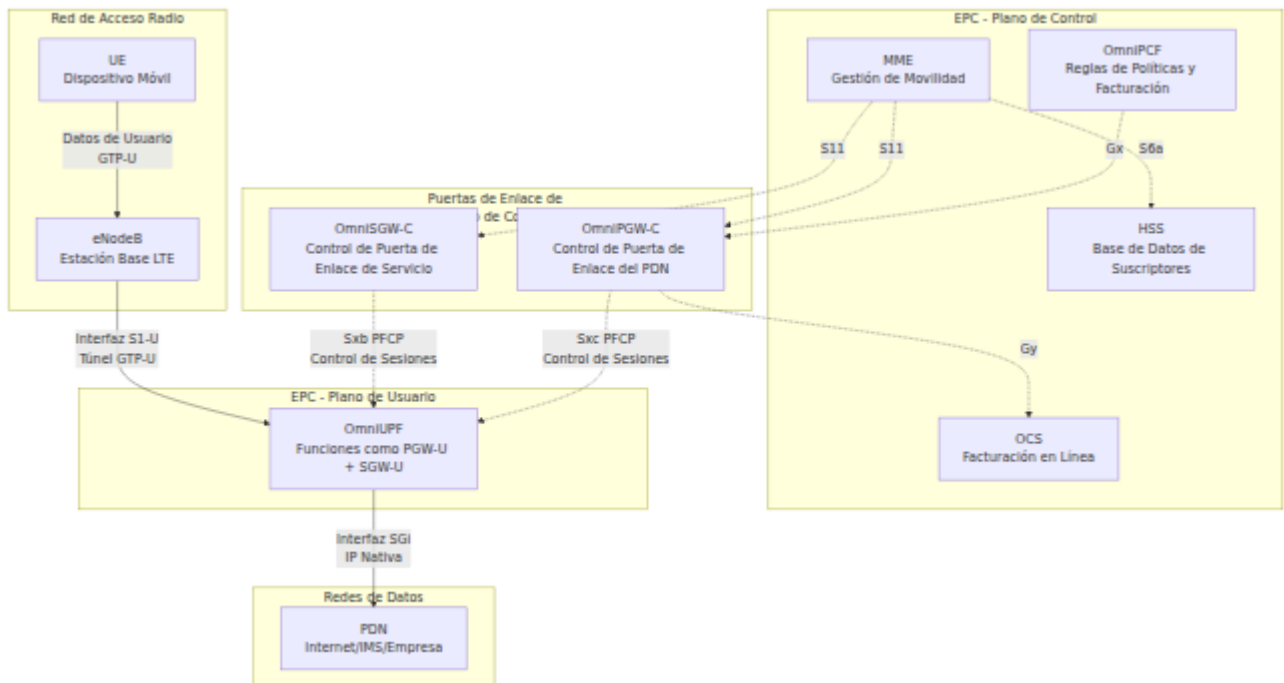 Red de Acceso Radio
UE
Dispositivo Móvil
Datos de Usuario
GTP-U
eNodeB
Estación Base LTE
Interfaz S1-U
Túnel GTP-U
EPC - Plano de Control
MME
Gestión de Movilidad
OmniPCF
Reglas de Políticas y
Facturación
S11
S11
Gx
S6a
Puertas de Enlace de
OmniSGW-C
Control de Puerta de
Enlace de Servicio
OmniPGW-C
Control de Puerta de
Enlace del PDN
HSS
Base de Datos de
Suscriptores
Sxb PFCP
Control de Sesiones
Sxc PFCP
Control de Sesiones
Gy
OCS
Facturación en Línea
EPC - Plano de Usuario
OmniUPF
Funciones como PGW-U
+ SGW-U
Interfaz SGi
IP Nativa
Redes de Datos
PDN
Internet/IMS/Empresa